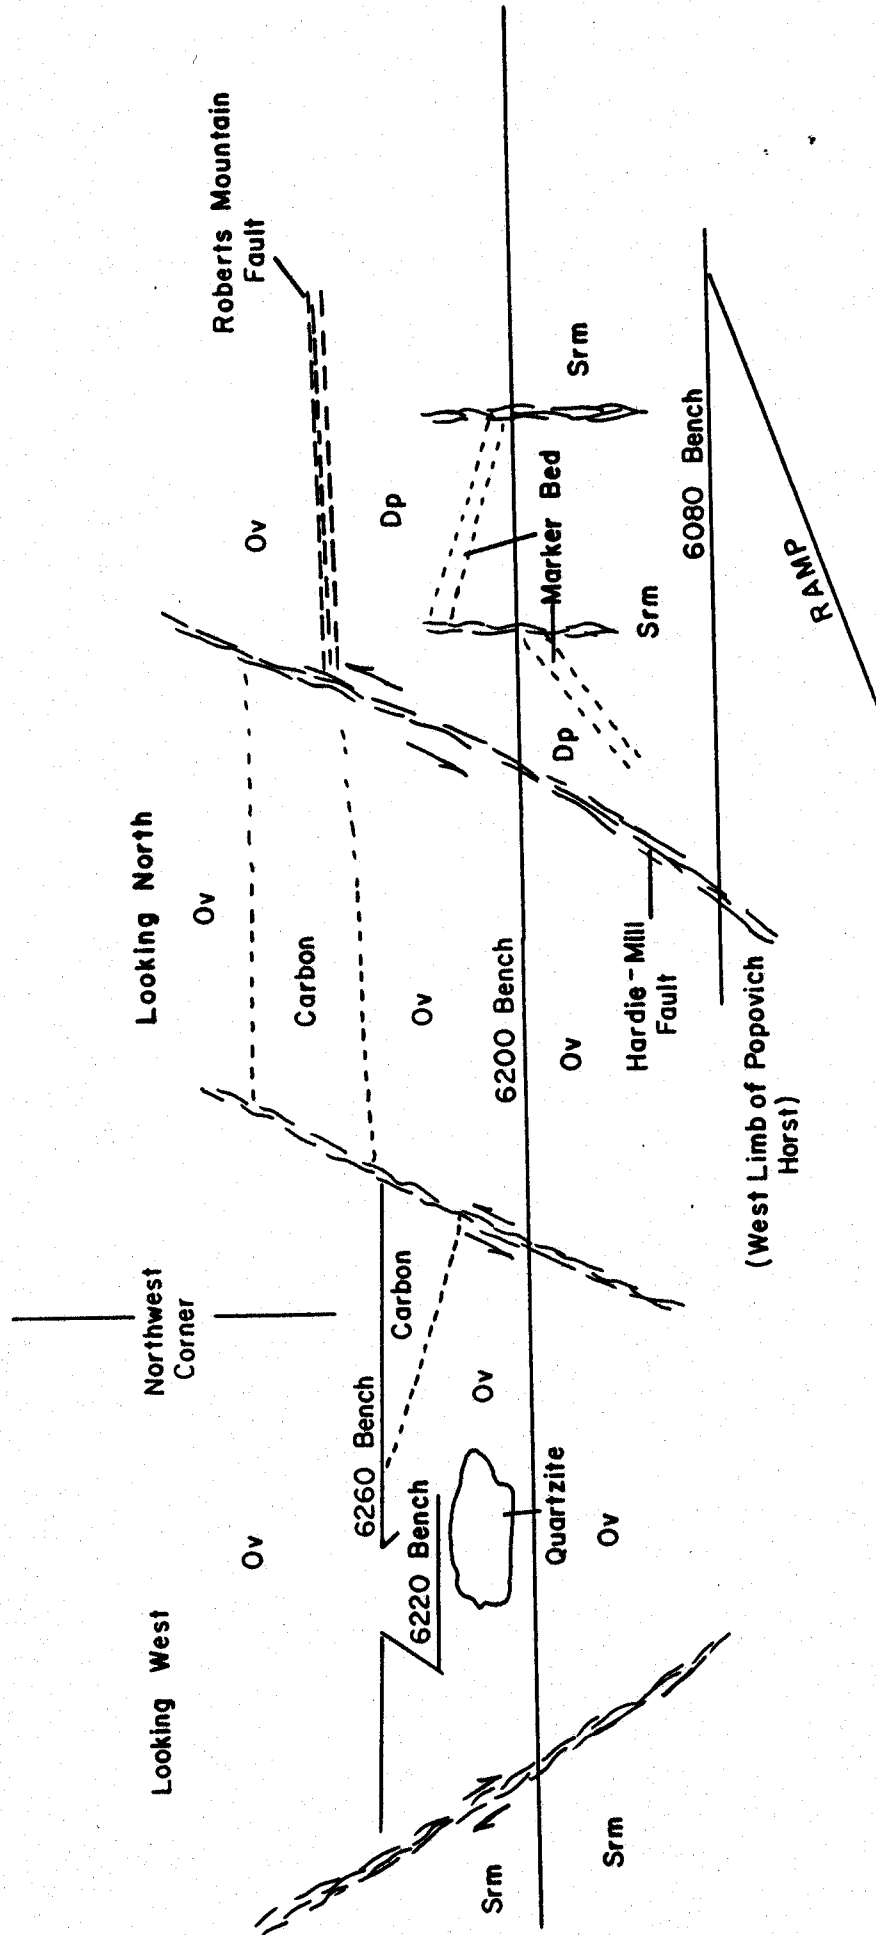 Looking West
Northwest
Corner
Looking North
Roberts Mountain
Fault
Ov
Ov
Ov
6260 Bench
Carbon
Carbon
Dp
6220 Bench
Ov
Ov
Srm
6200 Bench
Quartzite
Marker Bed
Srm
Ov
Ov
Dp
Srm
Srm
Hardie-Mill
Fault
6080 Bench
(West Limb of Popovich
Horst)
RAMP